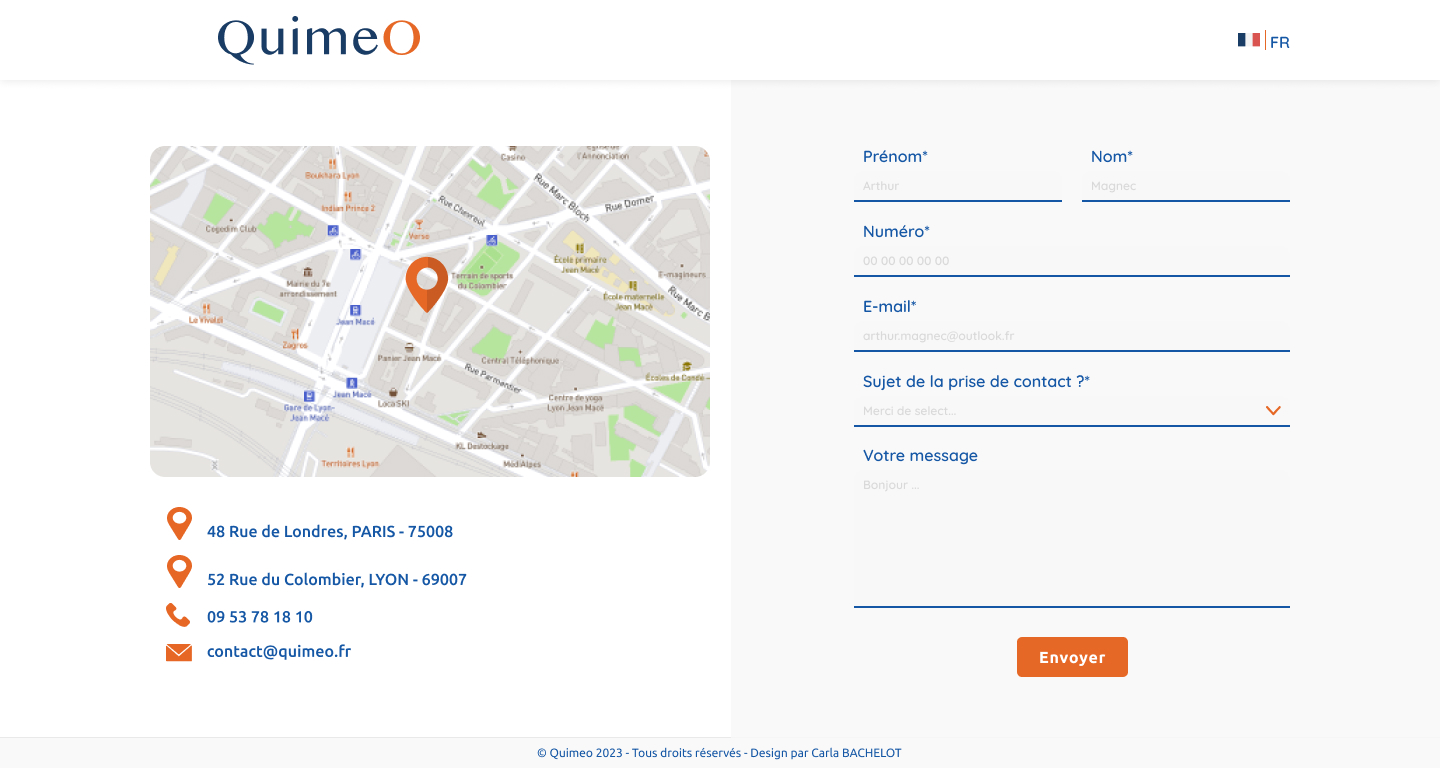 QuimeO
FR
Casino
Eglise de
l'Annonciation
Boukhara Lyon
Indian Prince 2
Rue Marc Bloch
Rue Chevreul
Rue Domer
Cogedim Club
Verso
École primaire
Jean Macé
Terrain de sports
du Colombier
E-magineurs
Mairie du 7e
arrondissement
École maternelle
Jean Macé
Rue Marc B
La Vivaldi
Jean Macé
Zagros
Panier Jean Macé
Central Téléphonique
Rue Parmentier
Écoles de Condé
Jean Macé
Loca SKI
Gare de Lyon-
Jean Macé
Centre de yoga
Lyon Jean Macé
KL Destockage
Territoires Lyon
Méd Alpes
48 Rue de Londres, PARIS - 75008
52 Rue du Colombier, LYON - 69007
09 53 78 18 10
contact@quimeo.fr
Prénom* Nom*
Arthur Magnec
Numéro*
00 00 00 00 00
E-mail*
arthur.magnec@outlook.fr
Sujet de la prise de contact ?*
Merci de select...
Votre message
Bonjour ...
Envoyer
© Quimeo 2023 - Tous droits réservés - Design par Carla BACHELOT